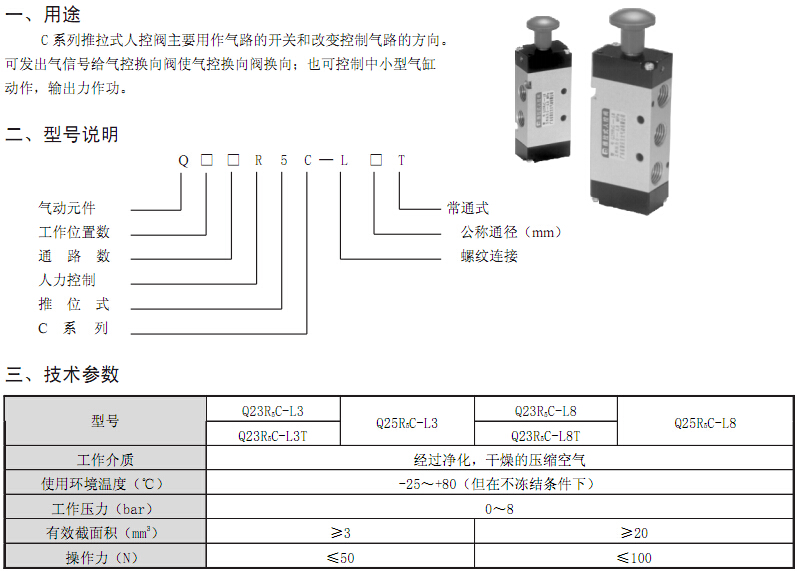 一、用途
C系列推拉式人控阀主要用作气路的开关和改变控制气路的方向。
可发出气信号给气控换向阀使气控换向阀换向；也可控制中小型气缸
动作，输出力作功。
二、型号说明
Q □ □ R 5 C — L □ T
气动元件
常通式
工作位置数
公称通径（mm）
通路数
螺纹连接
人力控制
推位式
C系列
三、技术参数
型号 Q23R₅C-L3 Q25R₅C-L3 Q23R₅C-L8 Q25R₅C-L8
Q23R₅C-L3T Q23R₅C-L8T
工作介质 经过净化，干燥的压缩空气
使用环境温度（℃） -25～+80（但在不冻结条件下）
工作压力（bar） 0～8
有效截面积（mm³） ≥3 ≥20
操作力（N） ≤50 ≤100